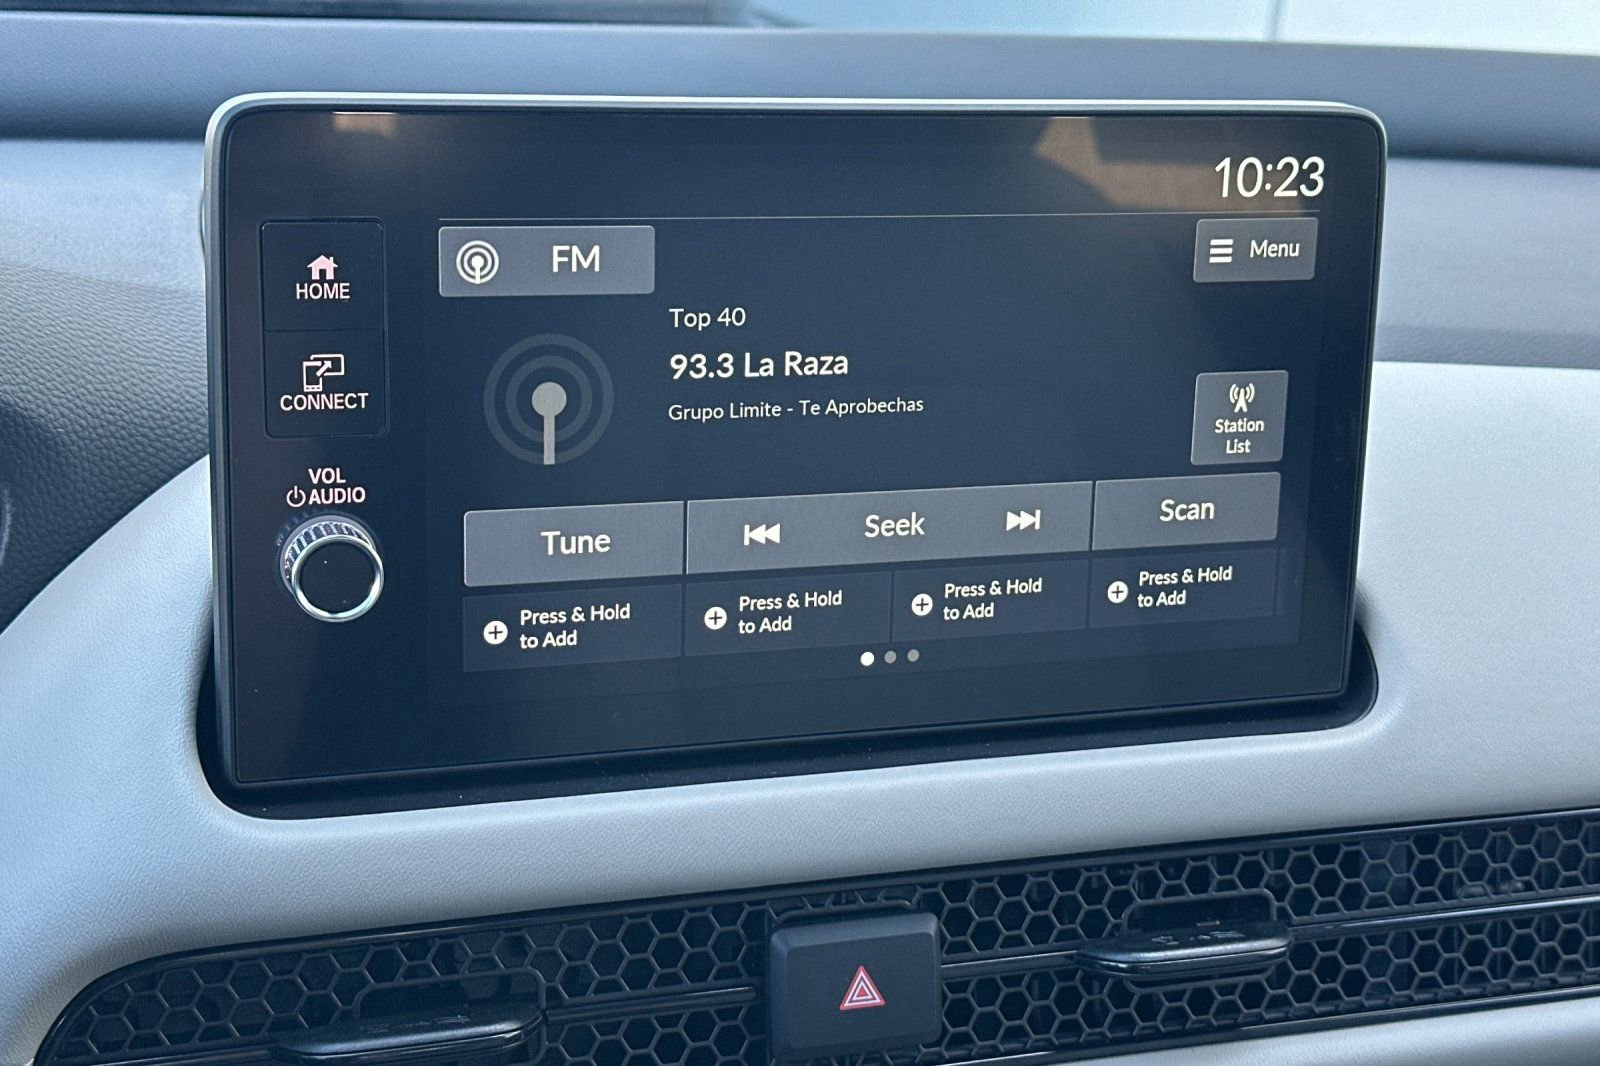 10:23
HOME
CONNECT
VOL
AUDIO
FM
Menu
Top 40
93.3 La Raza
Grupo Limite - Te Aprobechas
Station
List
Tune
Seek
Scan
Press & Hold
to Add
Press & Hold
to Add
Press & Hold
to Add
Press & Hold
to Add